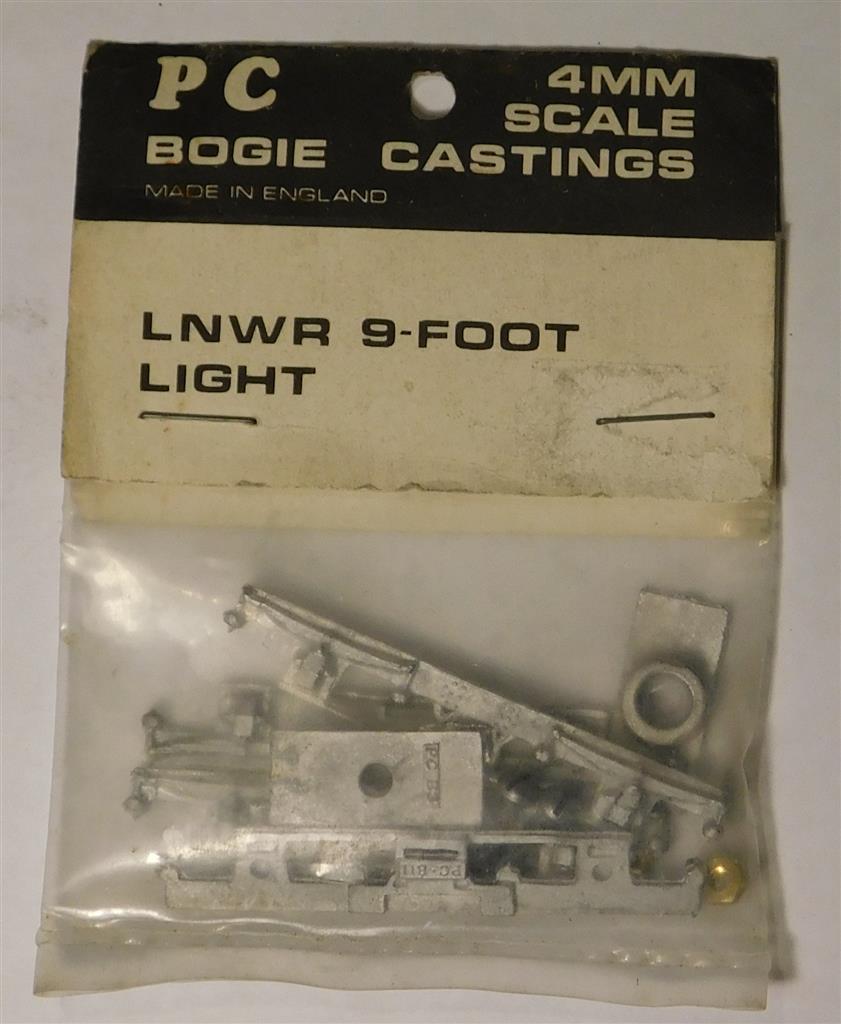 PC
4MM
SCALE
BOGIE CASTINGS
MADE IN ENGLAND
LNWR 9-FOOT
LIGHT
PC-B11